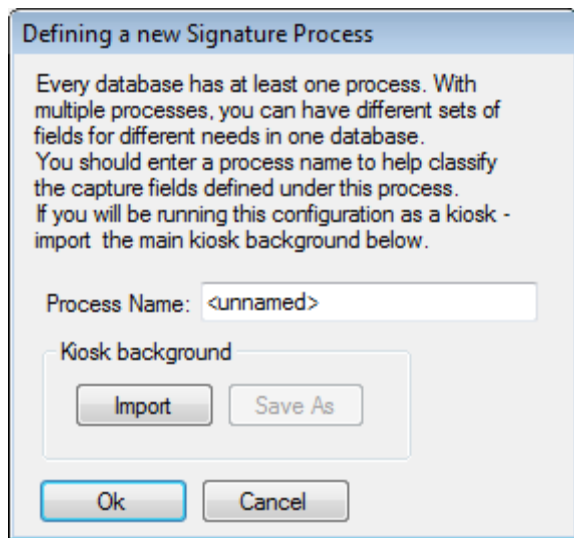 Defining a new Signature Process
Every database has at least one process. With
multiple processes, you can have different sets of
fields for different needs in one database.
You should enter a process name to help classify
the capture fields defined under this process.
If you will be running this configuration as a kiosk -
import  the main kiosk background below.
Process Name: <unnamed>
Kiosk background
Import Save As
Ok Cancel